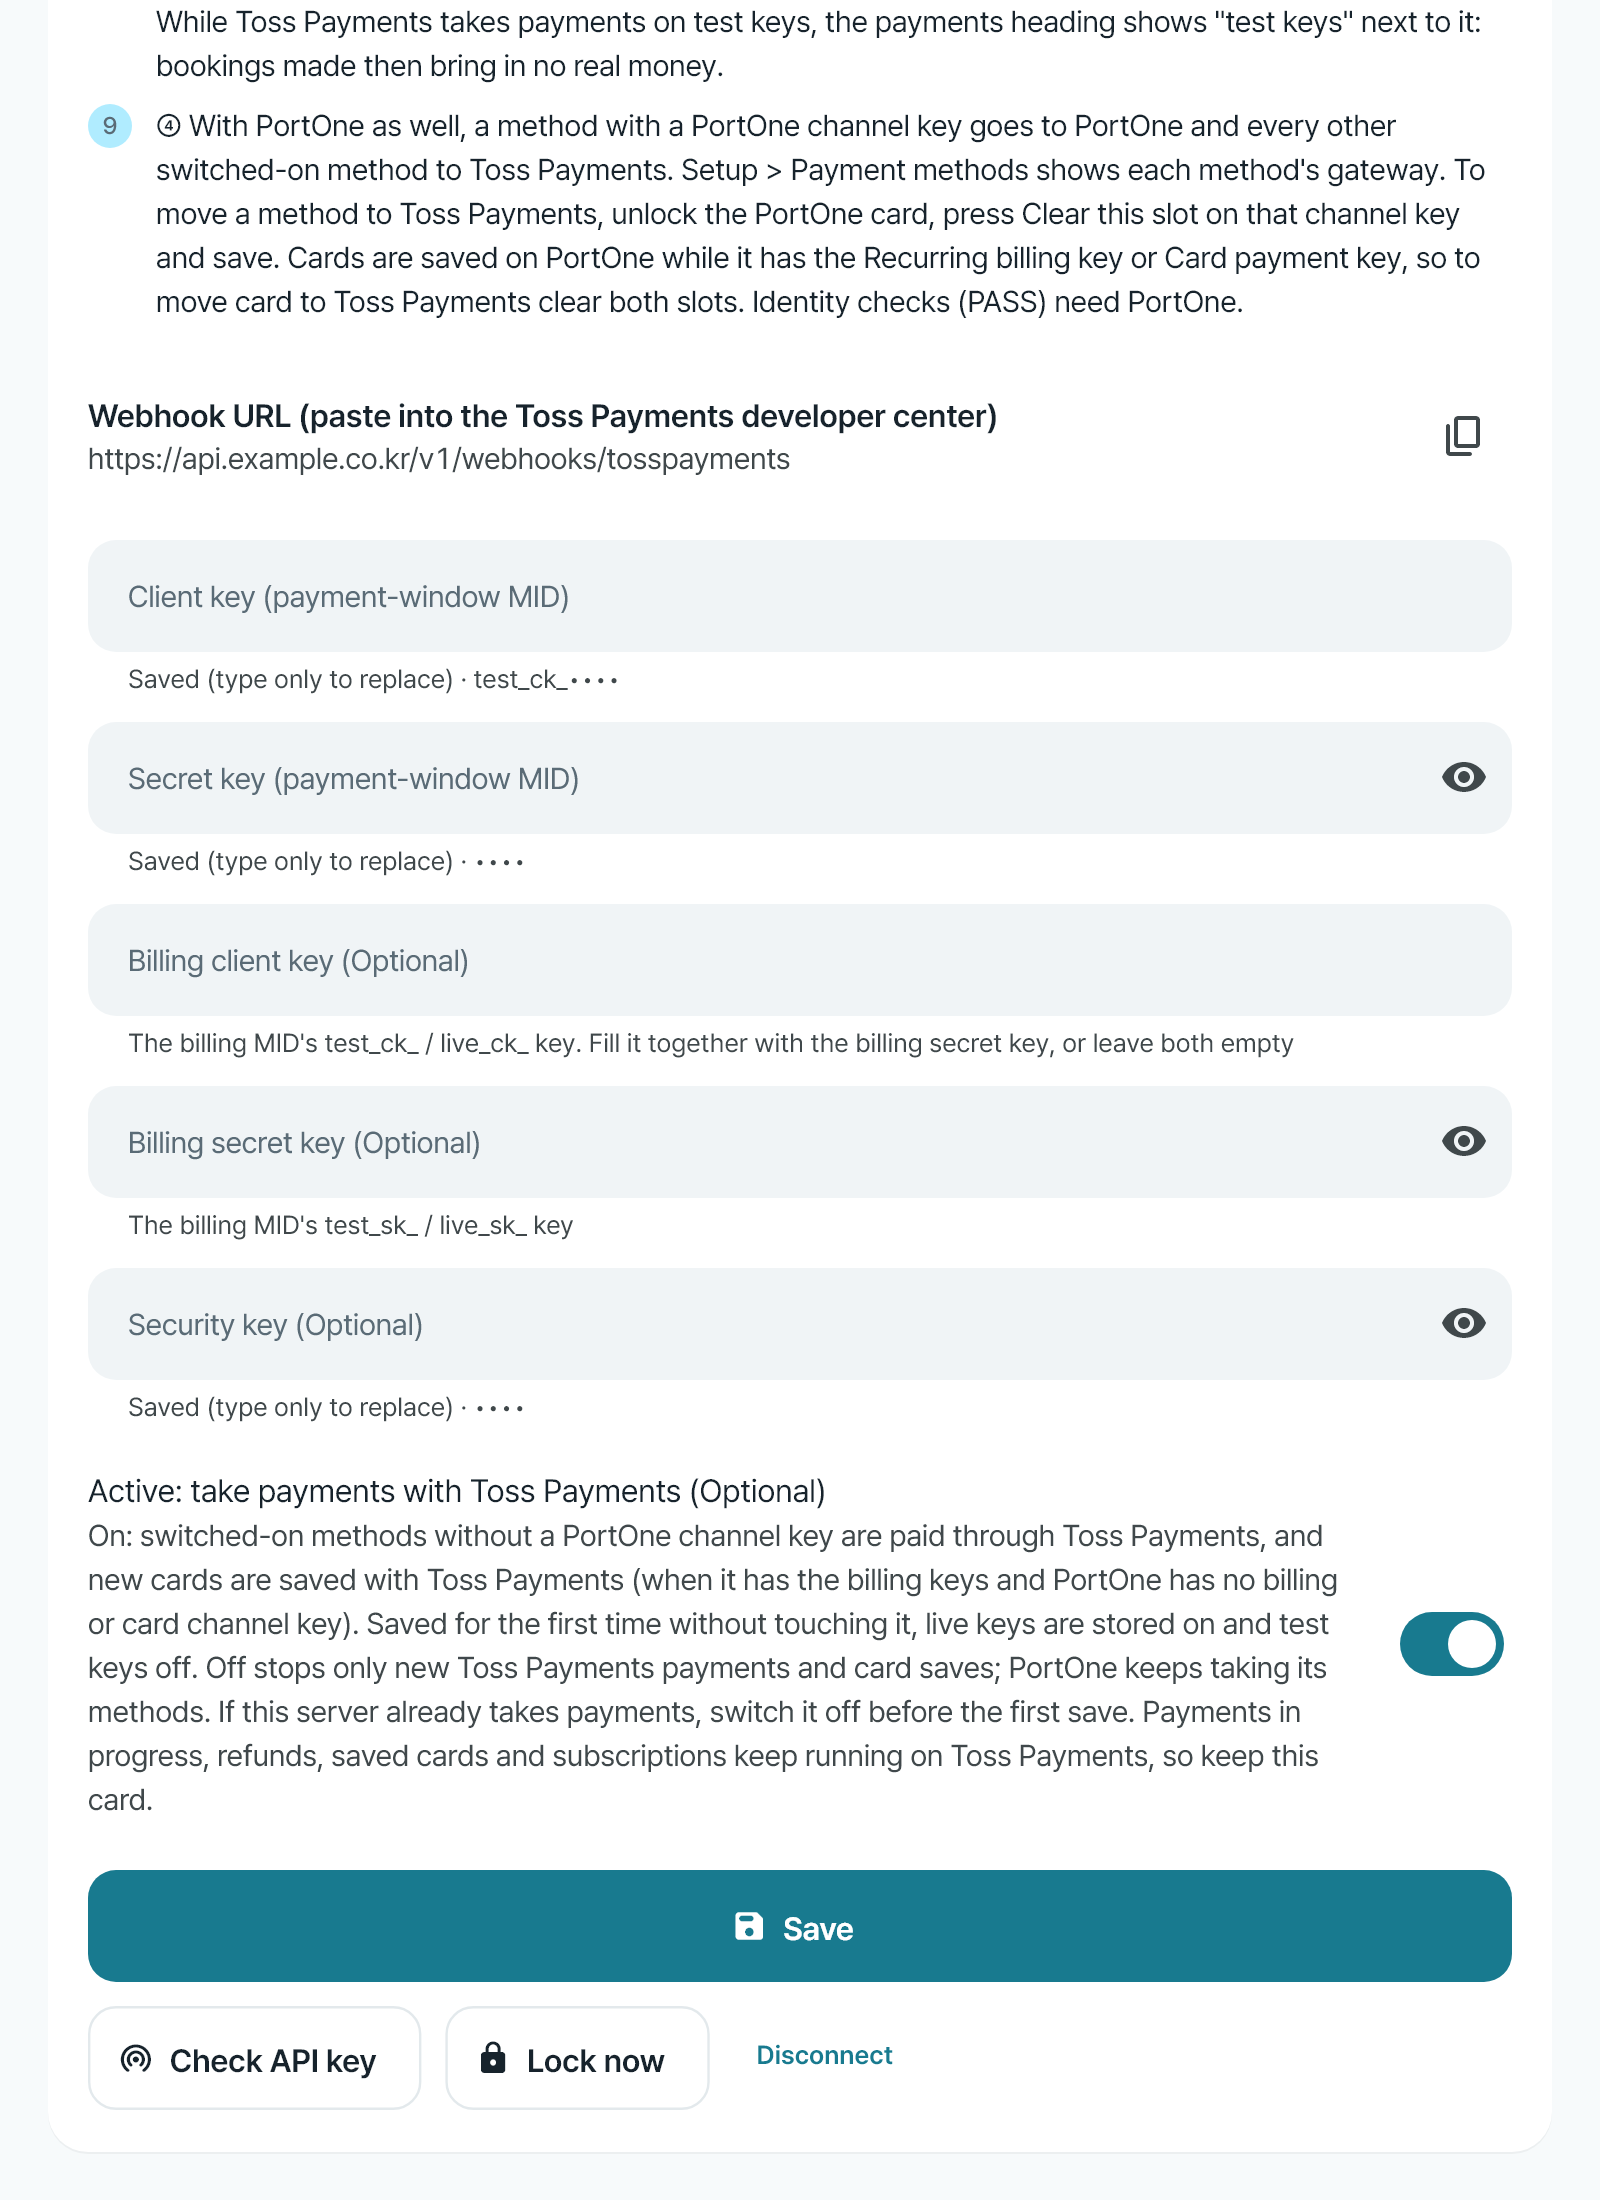 While Toss Payments takes payments on test keys, the payments heading shows "test keys" next to it:
bookings made then bring in no real money.
9
④ With PortOne as well, a method with a PortOne channel key goes to PortOne and every other
switched-on method to Toss Payments. Setup > Payment methods shows each method's gateway. To
move a method to Toss Payments, unlock the PortOne card, press Clear this slot on that channel key
and save. Cards are saved on PortOne while it has the Recurring billing key or Card payment key, so to
move card to Toss Payments clear both slots. Identity checks (PASS) need PortOne.
Webhook URL (paste into the Toss Payments developer center)
https://api.example.co.kr/v1/webhooks/tosspayments
Client key (payment-window MID)
Saved (type only to replace) · test_ck_••••
Secret key (payment-window MID)
Saved (type only to replace) · ••••
Billing client key (Optional)
The billing MID's test_ck_ / live_ck_ key. Fill it together with the billing secret key, or leave both empty
Billing secret key (Optional)
The billing MID's test_sk_ / live_sk_ key
Security key (Optional)
Saved (type only to replace) · ••••
Active: take payments with Toss Payments (Optional)
On: switched-on methods without a PortOne channel key are paid through Toss Payments, and
new cards are saved with Toss Payments (when it has the billing keys and PortOne has no billing
or card channel key). Saved for the first time without touching it, live keys are stored on and test
keys off. Off stops only new Toss Payments payments and card saves; PortOne keeps taking its
methods. If this server already takes payments, switch it off before the first save. Payments in
progress, refunds, saved cards and subscriptions keep running on Toss Payments, so keep this
card.
Save
Check API key
Lock now
Disconnect